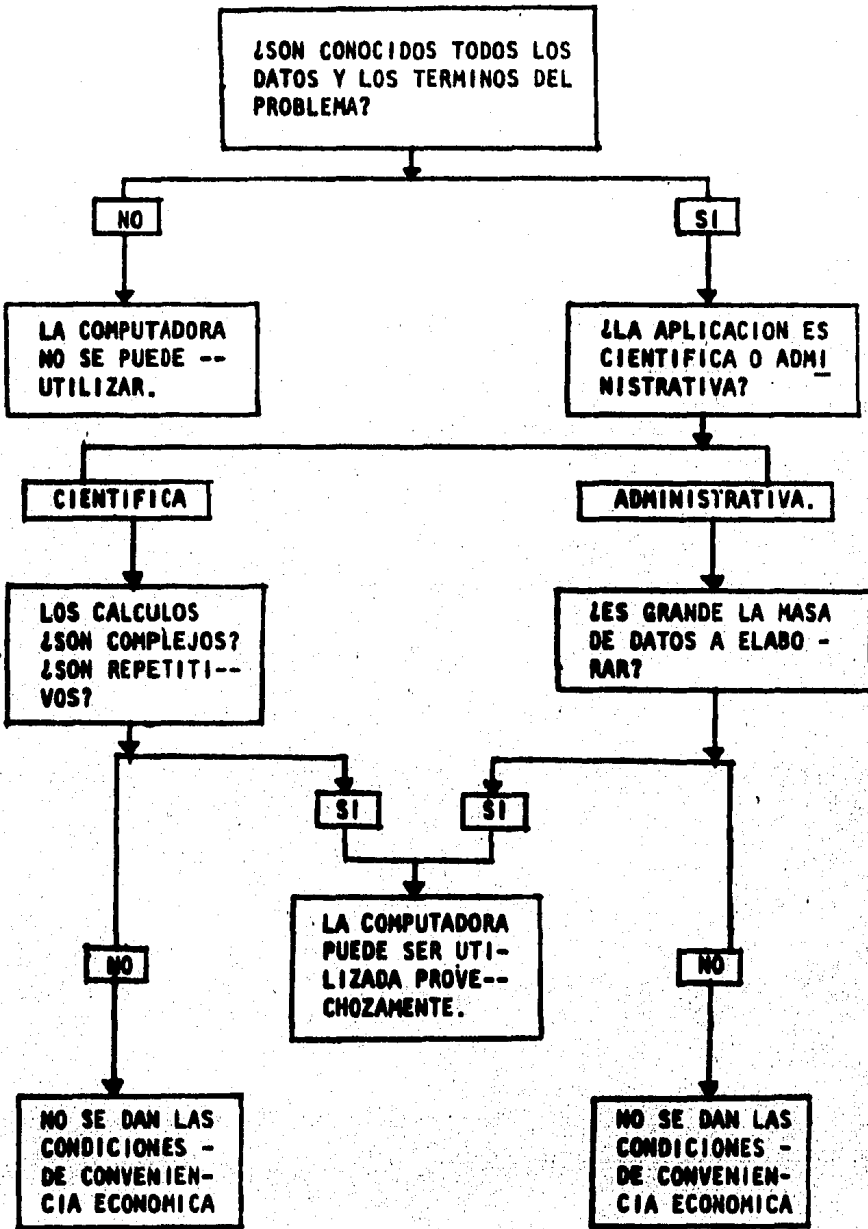 ¿SON CONOCIDOS TODOS LOS
DATOS Y LOS TERMINOS DEL
PROBLEMA?
NO
SI
LA COMPUTADORA
NO SE PUEDE --
UTILIZAR.
¿LA APLICACION ES
CIENTIFICA O ADMI
NISTRATIVA?
CIENTIFICA
ADMINISTRATIVA.
LOS CALCULOS
¿SON COMPLEJOS?
¿SON REPETITI--
VOS?
¿ES GRANDE LA MASA
DE DATOS A ELABO -
RAR?
SI
SI
LA COMPUTADORA
PUEDE SER UTI-
LIZADA PROVE--
CHOZAMENTE.
NO
NO
NO SE DAN LAS
CONDICIONES -
DE CONVENIEN-
CIA ECONOMICA
NO SE DAN LAS
CONDICIONES -
DE CONVENIEN-
CIA ECONOMICA